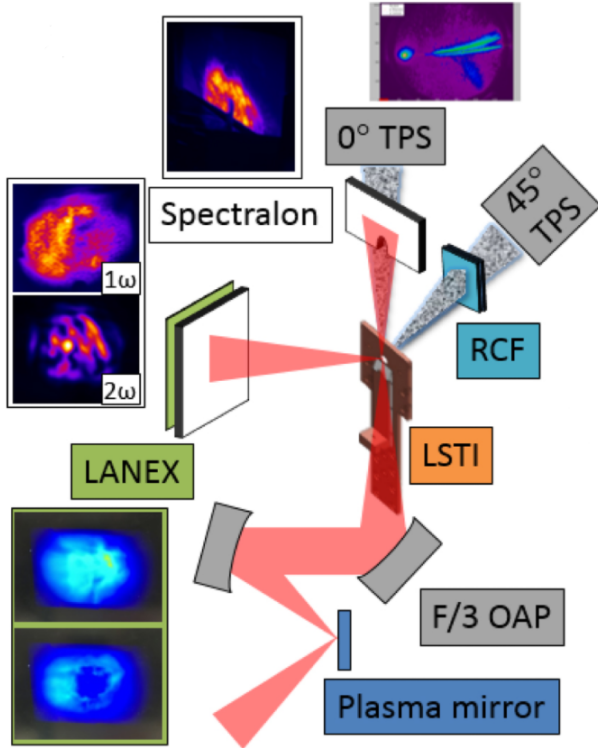 0° TPS
45°
TPS
Spectralon
1ω
2ω
RCF
LANEX
LSTI
F/3 OAP
Plasma mirror